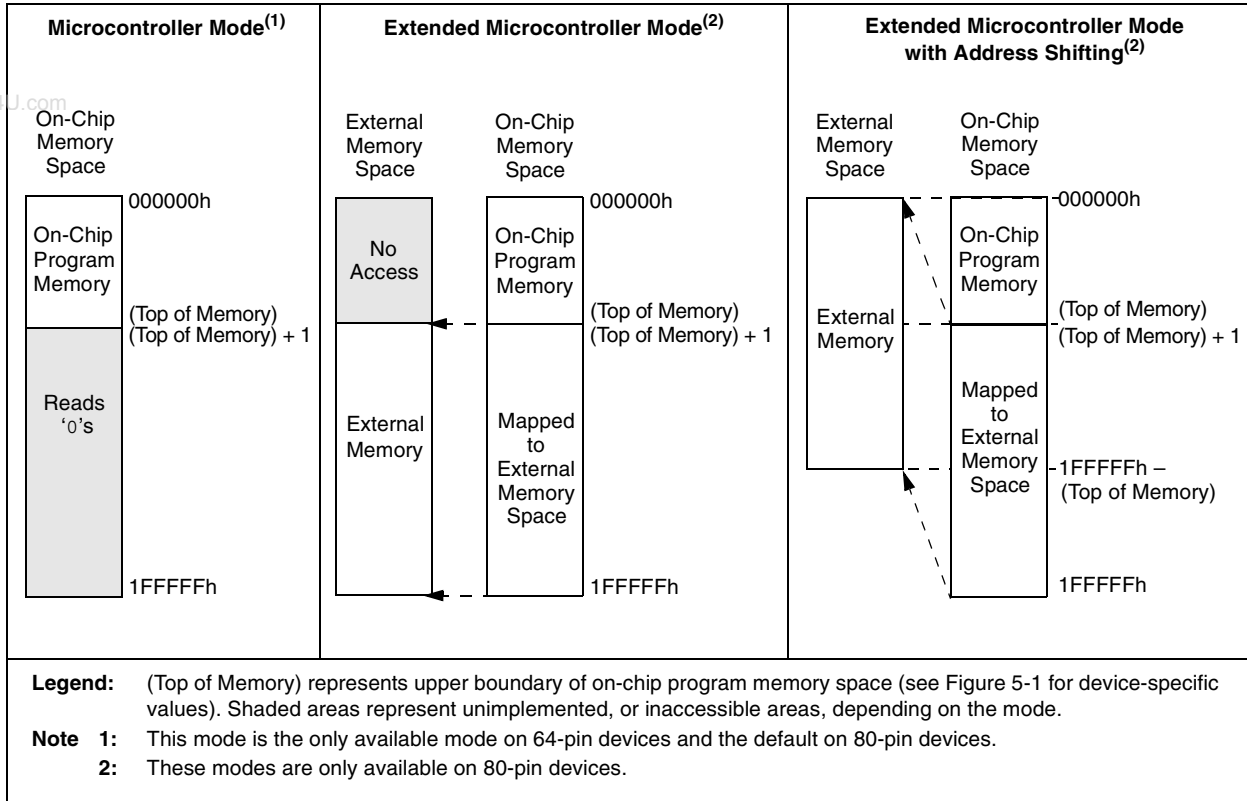 Microcontroller Mode(1)
4U.com
On-Chip
Memory
Space
000000h
On-Chip
Program
Memory
(Top of Memory)
(Top of Memory) + 1
Reads
‘0’s
1FFFFFh
Extended Microcontroller Mode(2)
External
Memory
Space
On-Chip
Memory
Space
000000h
No
Access
On-Chip
Program
Memory
(Top of Memory)
(Top of Memory) + 1
External
Memory
Mapped
to
External
Memory
Space
1FFFFFh
Extended Microcontroller Mode
with Address Shifting(2)
External
Memory
Space
On-Chip
Memory
Space
000000h
On-Chip
Program
Memory
(Top of Memory)
(Top of Memory) + 1
External
Memory
Mapped
to
External
Memory
Space
1FFFFFh –
(Top of Memory)
1FFFFFh
Legend: (Top of Memory) represents upper boundary of on-chip program memory space (see Figure 5-1 for device-specific
values). Shaded areas represent unimplemented, or inaccessible areas, depending on the mode.
Note 1: This mode is the only available mode on 64-pin devices and the default on 80-pin devices.
2: These modes are only available on 80-pin devices.